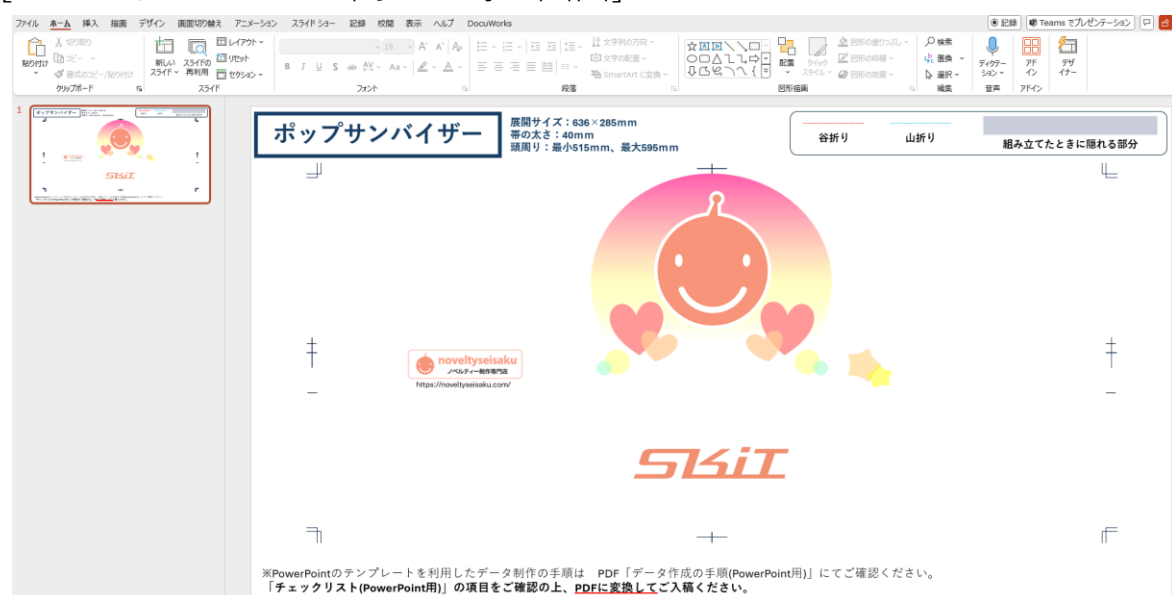 ファイル ホーム 挿入 描画 デザイン 画面切り替え アニメーション スライド ショー 記録 校閲 表示 ヘルプ DocuWorks
記録 Teams でプレゼンテーション
貼り付け
切り取り
コピー
書式のコピー/貼り付け
クリップボード
新しいスライド
スライドの再利用
レイアウト
リセット
セクション
スライド
18
B I U S ab AV Aa A
フォント
文字列の方向
文字の配置
SmartArt に変換
段落
配置
クイックスタイル
図形の塗りつぶし
図形の枠線
図形の効果
図形描画
検索
置換
選択
編集
ディクテーション
音声
アドイン
アドイン
デザイナー
1
ポップサンバイザー
展開サイズ：636×285mm
帯の太さ：40mm
頭周り：最小515mm、最大595mm
谷折り 山折り 組み立てたときに隠れる部分
noveltyseisaku
ノベルティー制作専門店
https://noveltyseisaku.com/
SKiT
※PowerPointのテンプレートを利用したデータ制作の手順は PDF「データ作成の手順(PowerPoint用)」にてご確認ください。
「チェックリスト(PowerPoint用)」の項目をご確認の上、PDFに変換してご入稿ください。